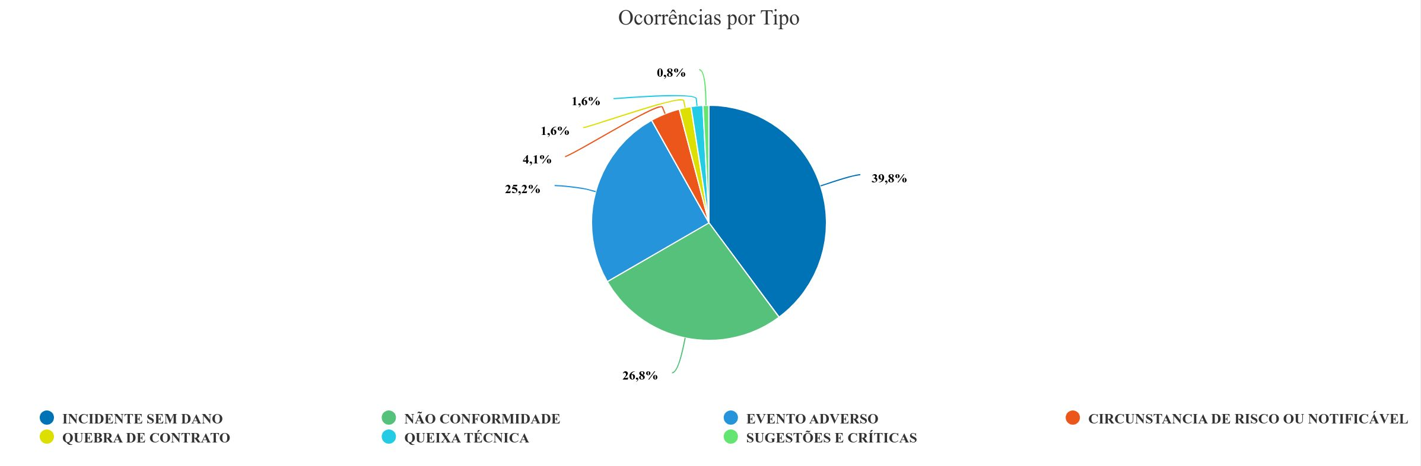 Ocorrências por Tipo
0,8%
1,6%
1,6%
4,1%
25,2%
39,8%
26,8%
INCIDENTE SEM DANO
NÃO CONFORMIDADE
EVENTO ADVERSO
CIRCUNSTANCIA DE RISCO OU NOTIFICÁVEL
QUEBRA DE CONTRATO
QUEIXA TÉCNICA
SUGESTÕES E CRÍTICAS